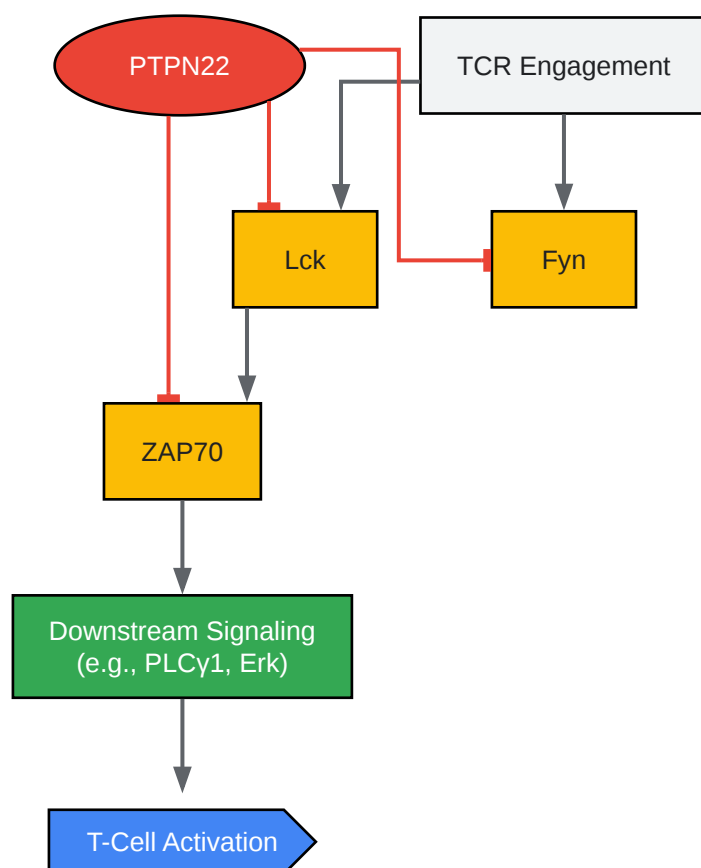 PTPN22
TCR Engagement
Lck
Fyn
ZAP70
Downstream Signaling
(e.g., PLCγ1, Erk)
T-Cell Activation